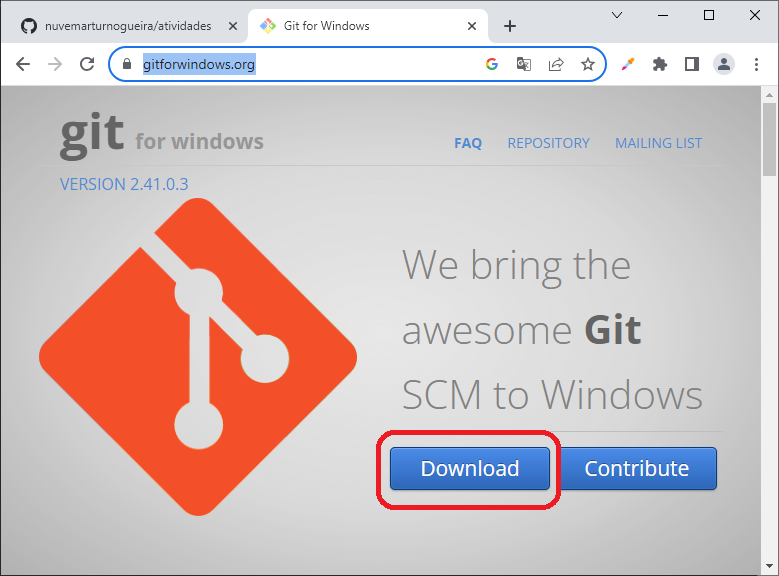 nuvemarturnogueira/atividades
Git for Windows
gitforwindows.org
git for windows
FAQ REPOSITORY MAILING LIST
VERSION 2.41.0.3
We bring the
awesome Git
SCM to Windows
Download Contribute